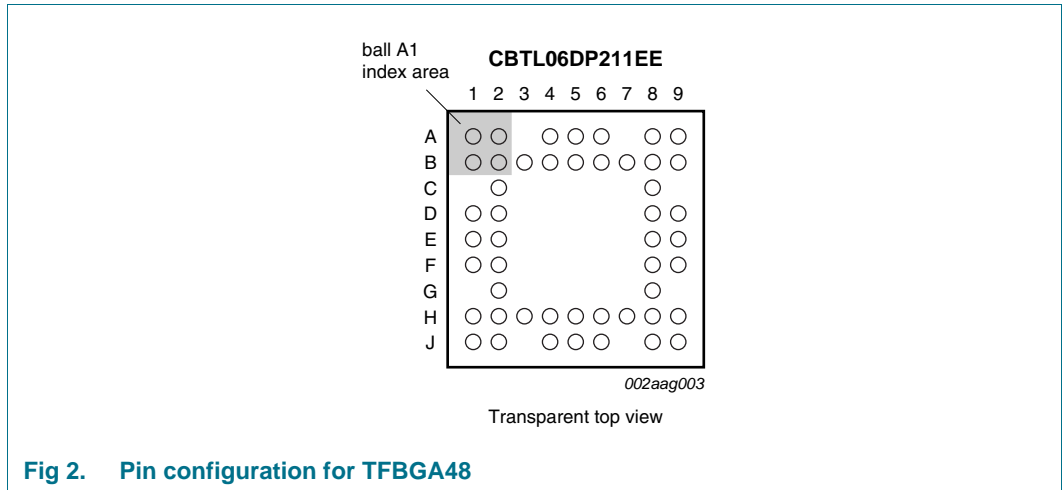 ball A1
index area
CBTL06DP211EE
1 2 3 4 5 6 7 8 9
A
B
C
D
E
F
G
H
J
002aag003
Transparent top view
Fig 2. Pin configuration for TFBGA48